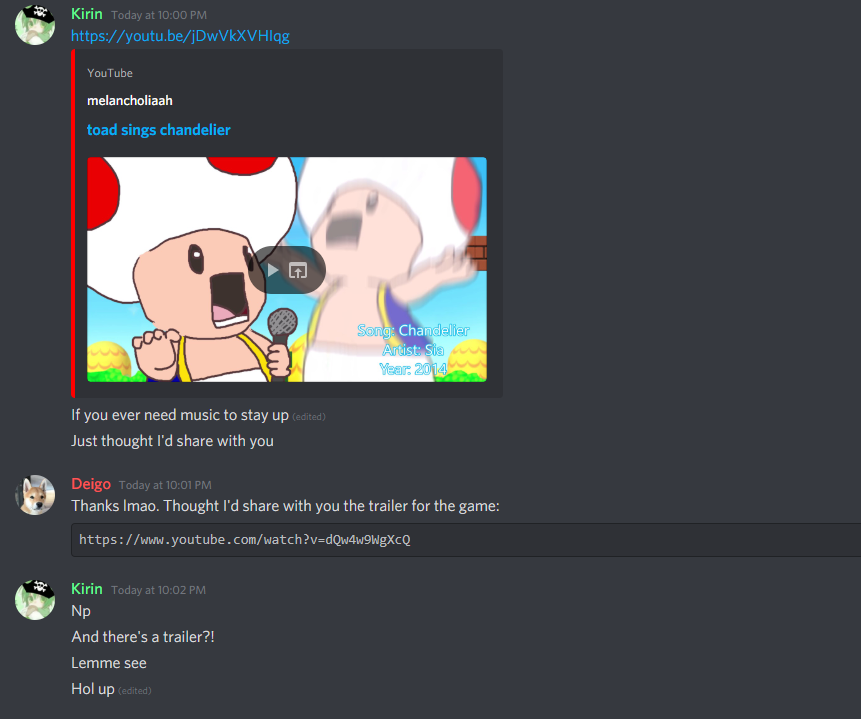 Kirin Today at 10:00 PM
https://youtu.be/jDwVkXVHIqg
YouTube
melancholiaah
toad sings chandelier
Song: Chandelier
Artist: Sia
Year: 2014
If you ever need music to stay up (edited)
Just thought I'd share with you
Deigo Today at 10:01 PM
Thanks lmao. Thought I'd share with you the trailer for the game:
https://www.youtube.com/watch?v=dQw4w9WgXcQ
Kirin Today at 10:02 PM
Np
And there's a trailer?!
Lemme see
Hol up (edited)